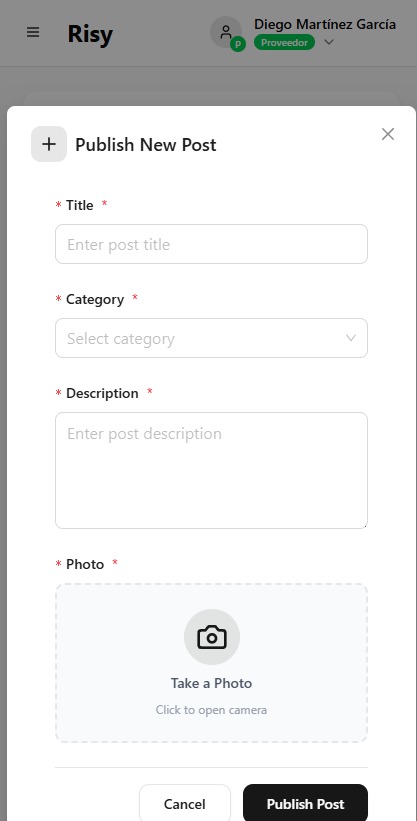 Risy
Diego Martínez García
P
Proveedor
Publish New Post
* Title *
Enter post title
* Category *
Select category
* Description *
Enter post description
* Photo *
Take a Photo
Click to open camera
Cancel
Publish Post